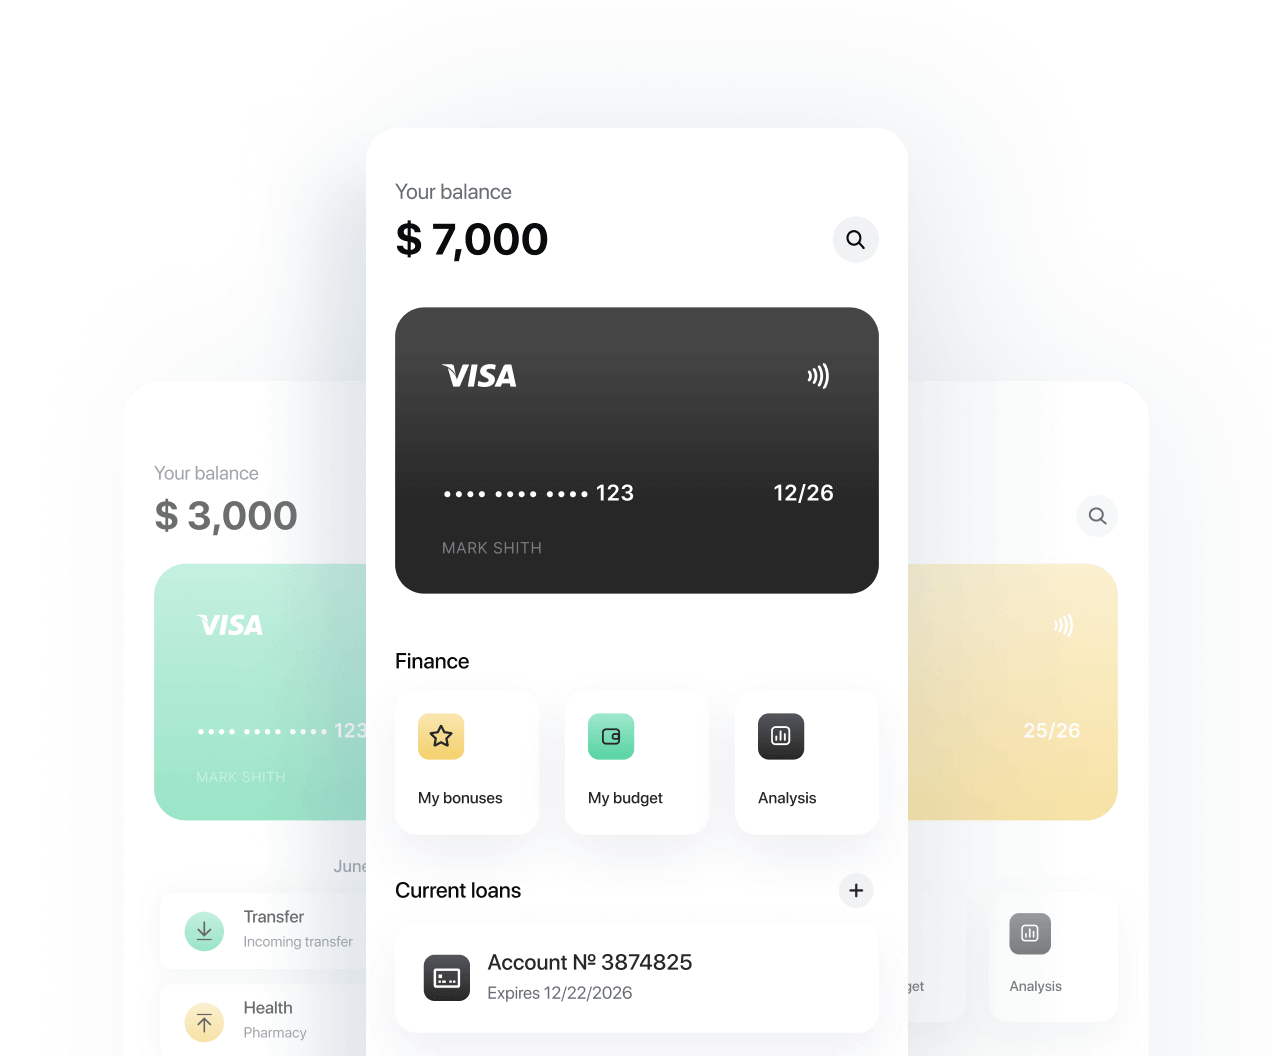 Your balance
$ 7,000
VISA
•••• •••• •••• 123
12/26
MARK SHITH
Finance
My bonuses
My budget
Analysis
Current loans
Account № 3874825
Expires 12/22/2026
Your balance
$ 3,000
VISA
•••• •••• •••• 123
MARK SHITH
June
Transfer
Incoming transfer
Health
Pharmacy
25/26
Analysis